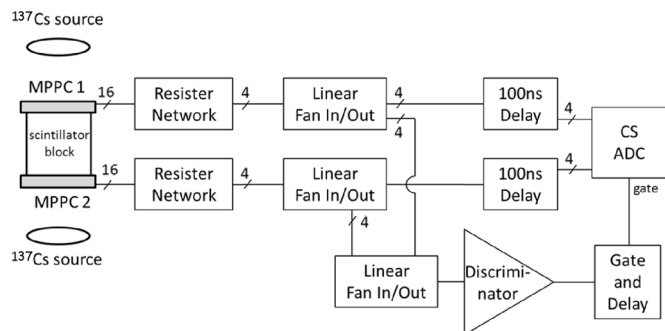 137Cs source
MPPC 1
16
Resister
Network
4
Linear
Fan In/Out
4
4
100ns
Delay
4
CS
ADC
scintillator
block
16
Resister
Network
4
Linear
Fan In/Out
4
100ns
Delay
4
gate
MPPC 2
137Cs source
Linear
Fan In/Out
Discrimi-
nator
Gate
and
Delay